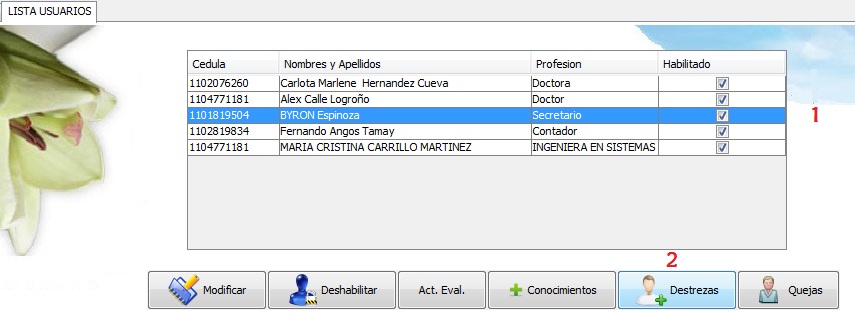 LISTA USUARIOS
Cedula Nombres y Apellidos Profesion Habilitado
1102076260 Carlota Marlene Hernandez Cueva Doctora
1104771181 Alex Calle Logroño Doctor
1101819504 BYRON Espinoza Secretario 1
1102819834 Fernando Angos Tamay Contador
1104771181 MARIA CRISTINA CARRILLO MARTINEZ INGENIERA EN SISTEMAS
2
Modificar Deshabilitar Act. Eval. Conocimientos Destrezas Quejas